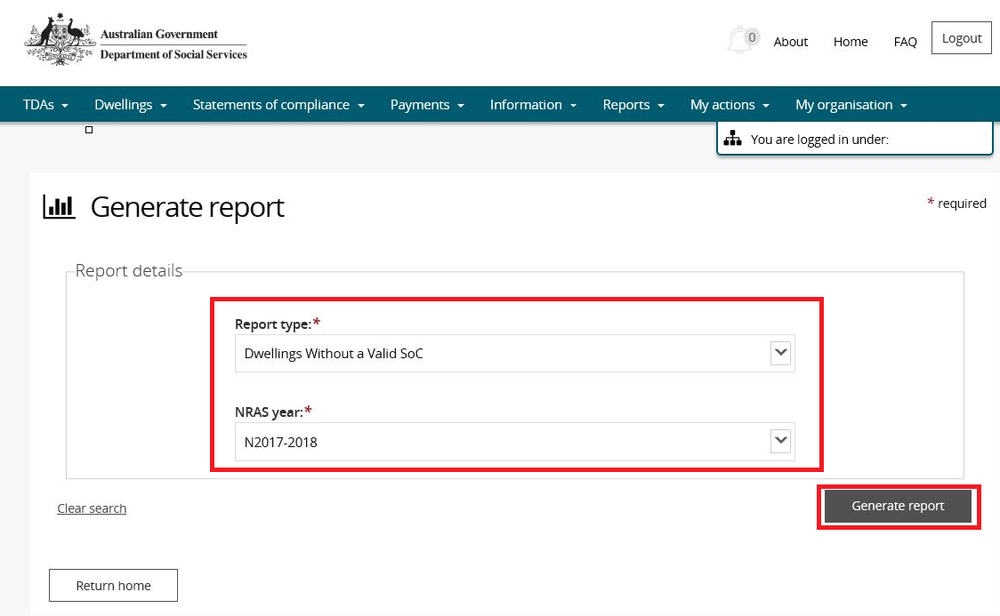 Australian Government
Department of Social Services
0
About
Home
FAQ
Logout
TDAs
Dwellings
Statements of compliance
Payments
Information
Reports
My actions
My organisation
You are logged in under:
Generate report
* required
Report details
Report type:*
Dwellings Without a Valid SoC
NRAS year:*
N2017-2018
Clear search
Generate report
Return home